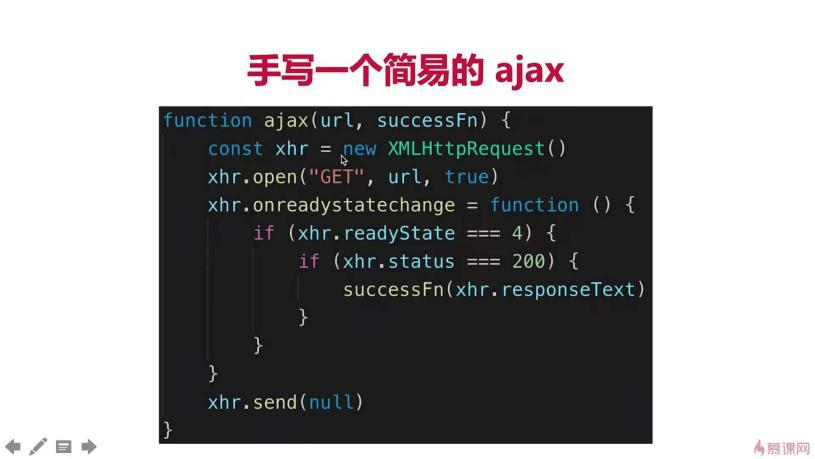 手写一个简易的 ajax
function ajax(url, successFn) {
    const xhr = new XMLHttpRequest()
    xhr.open("GET", url, true)
    xhr.onreadystatechange = function () {
        if (xhr.readyState === 4) {
            if (xhr.status === 200) {
                successFn(xhr.responseText)
            }
        }
    }
    xhr.send(null)
}
慕课网